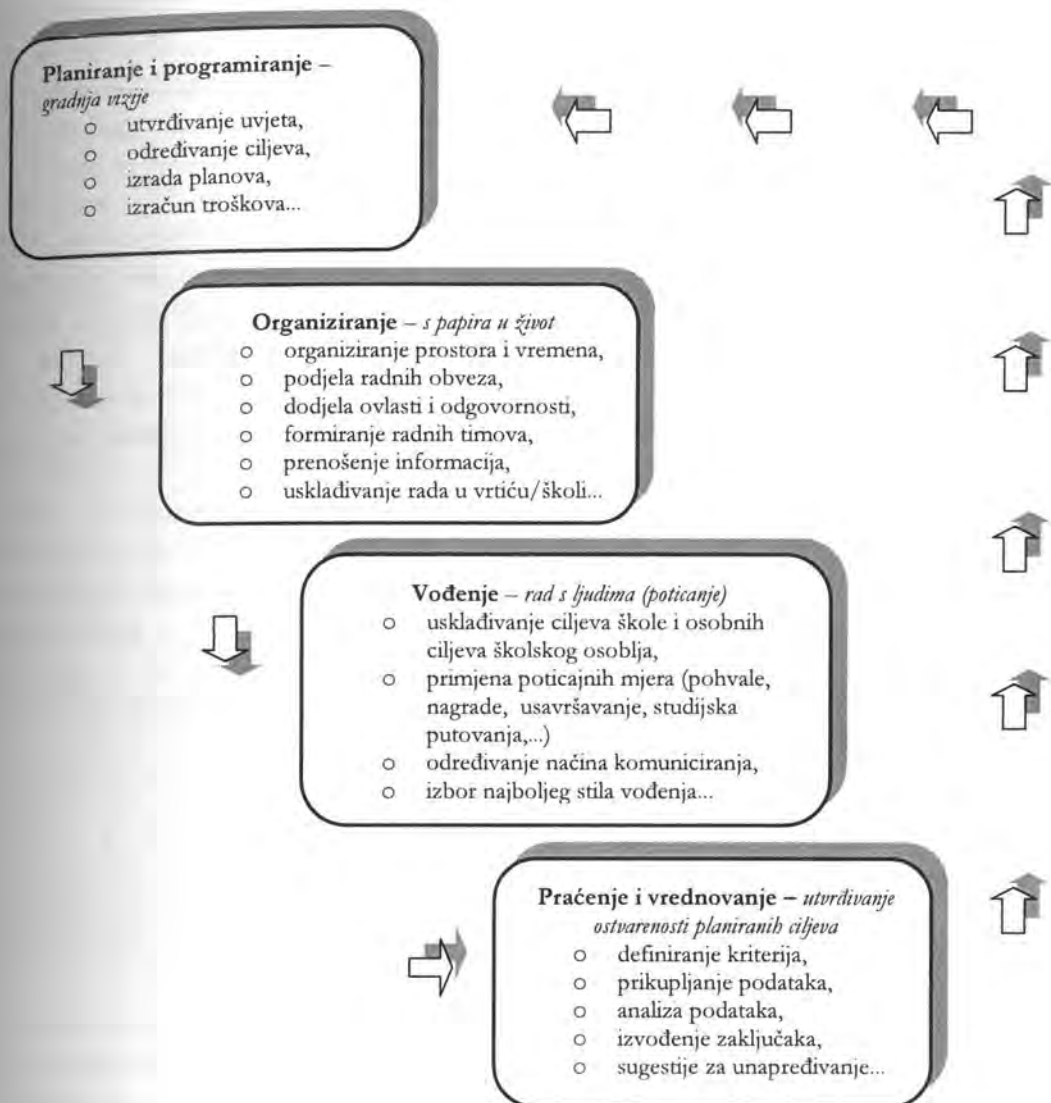 Planiranje i programiranje –
gradnja vizije
o utvrđivanje uvjeta,
o određivanje ciljeva,
o izrada planova,
o izračun troškova...
Organiziranje – s papira u život
o organiziranje prostora i vremena,
o podjela radnih obveza,
o dodjela ovlasti i odgovornosti,
o formiranje radnih timova,
o prenošenje informacija,
o usklađivanje rada u vrtiću/školi...
Vođenje – rad s ljudima (poticanje)
o usklađivanje ciljeva škole i osobnih
ciljeva školskog osoblja,
o primjena poticajnih mjera (pohvale,
nagrade, usavršavanje, studijska
putovanja,...)
o određivanje načina komuniciranja,
o izbor najboljeg stila vođenja...
Praćenje i vrednovanje – utvrđivanje
ostvarenosti planiranih ciljeva
o definiranje kriterija,
o prikupljanje podataka,
o analiza podataka,
o izvođenje zaključaka,
o sugestije za unapređivanje...